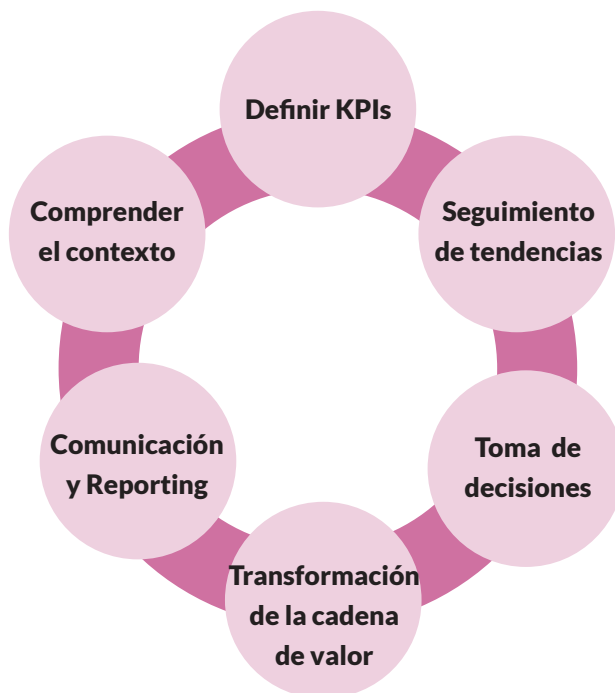 Definir KPIs
Comprender
el contexto
Seguimiento
de tendencias
Comunicación
y Reporting
Toma de
decisiones
Transformación
de la cadena
de valor